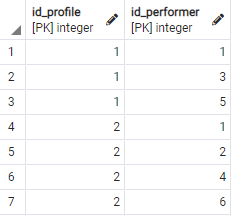 id_profile id_performer
[PK] integer [PK] integer
1 1 1
2 1 3
3 1 5
4 2 1
5 2 2
6 2 4
7 2 6